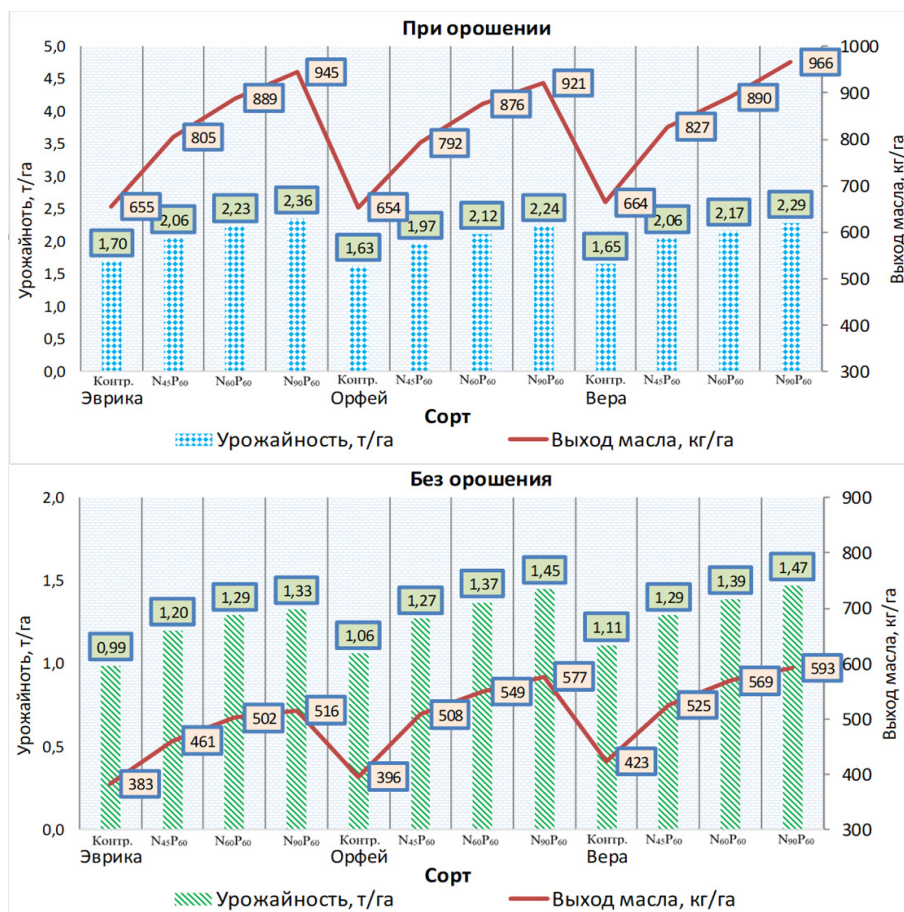 При орошении
5,0
4,5
4,0
3,5
3,0
2,5
2,0
1,5
1,0
0,5
0,0
Урожайноть, т/га
1000
900
800
700
600
500
400
300
Выход масла, кг/га
655 805 889 945 654 792 876 921 664 827 890 966
1,70 2,06 2,23 2,36 1,63 1,97 2,12 2,24 1,65 2,06 2,17 2,29
Контр. N₄₅P₆₀ N₆₀P₆₀ N₉₀P₆₀ Контр. N₄₅P₆₀ N₆₀P₆₀ N₉₀P₆₀ Контр. N₄₅P₆₀ N₆₀P₆₀ N₉₀P₆₀
Эврика Орфей Вера
Сорт
Урожайность, т/га Выход масла, кг/га
Без орошения
2,0
1,5
1,0
0,5
0,0
Урожайноть, т/га
900
800
700
600
500
400
300
Выход масла, кг/га
0,99 1,20 1,29 1,33 1,06 1,27 1,37 1,45 1,11 1,29 1,39 1,47
383 461 502 516 396 508 549 577 423 525 569 593
Контр. N₄₅P₆₀ N₆₀P₆₀ N₉₀P₆₀ Контр. N₄₅P₆₀ N₆₀P₆₀ N₉₀P₆₀ Контр. N₄₅P₆₀ N₆₀P₆₀ N₉₀P₆₀
Эврика Орфей Вера
Сорт
Урожайность, т/га Выход масла, кг/га